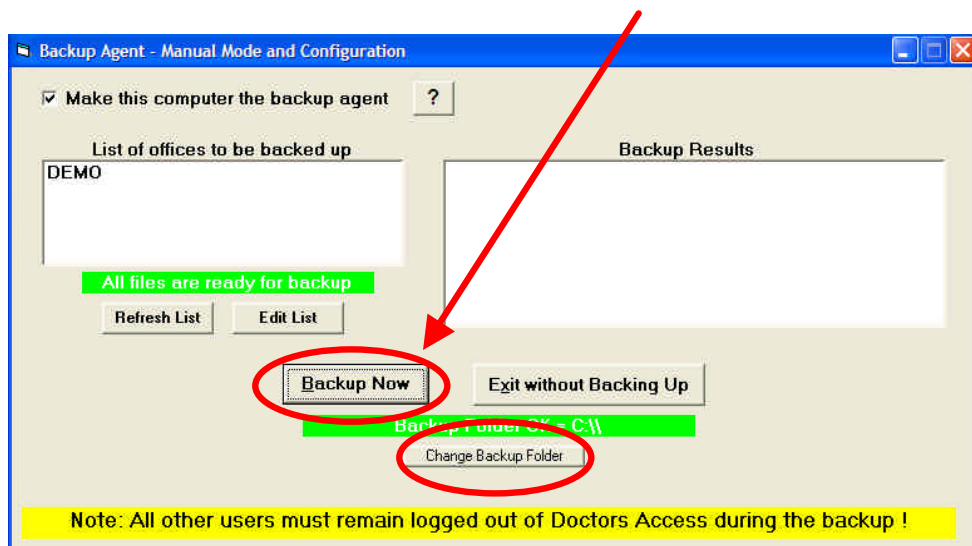 Backup Agent - Manual Mode and Configuration
Make this computer the backup agent
?
List of offices to be backed up
DEMO
Backup Results
All files are ready for backup
Refresh List
Edit List
Backup Now
Exit without Backing Up
Backup Folder OK = C:\\
Change Backup Folder
Note: All other users must remain logged out of Doctors Access during the backup !